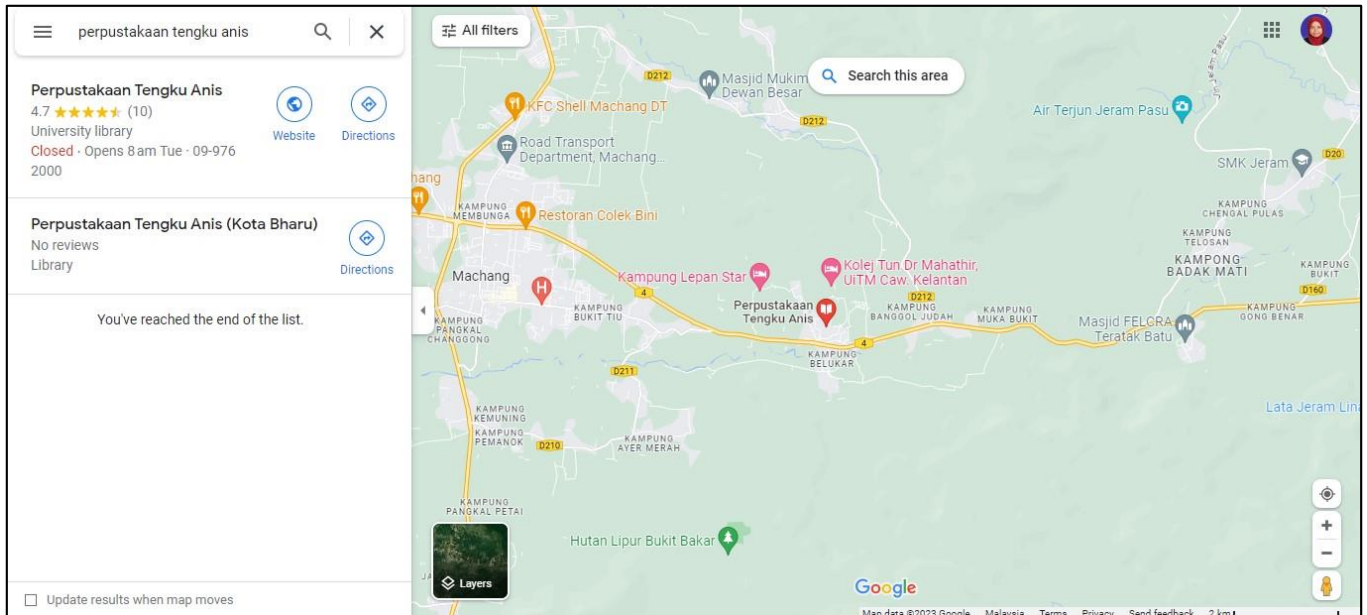 perpustakaan tengku anis
Perpustakaan Tengku Anis
4.7 (10)
University library
Closed · Opens 8 am Tue · 09-976
2000
Website
Directions
Perpustakaan Tengku Anis (Kota Bharu)
No reviews
Library
Directions
You've reached the end of the list.
Update results when map moves
All filters
Search this area
D212
Masjid Mukim
Dewan Besar
KFC Shell Machang DT
D212
Air Terjun Jeram Pasu
Road Transport
Department, Machang...
SMK Jeram
D20
KAMPUNG
MEMBUNGA
Restoran Colek Bini
KAMPUNG
CHENGAL PULAS
KAMPUNG
TELOSAN
KAMPONG
BADAK MATI
KAMPUNG
BUKIT
Machang
H
Kampung Lepan Star
Kolej Tun Dr Mahathir,
UiTM Caw. Kelantan
D160
4
D212
Perpustakaan
Tengku Anis
KAMPUNG
BUKIT TIU
KAMPUNG
BANGGOL JUDAH
KAMPUNG
MUKA BUKIT
KAMPUNG
GONG BENAR
KAMPUNG
PANGKAL
CHANGGONG
Masjid FELCRA
Teratak Batu
4
KAMPUNG
BELUKAR
D211
KAMPUNG
KEMUNING
KAMPUNG
PEMANOK
D210
KAMPUNG
AYER MERAH
Lata Jeram Lin
KAMPUNG
PANGKAL PETAI
Hutan Lipur Bukit Bakar
Layers
Google
Map data ©2023 Google Malaysia Terms Privacy Send feedback 2 km